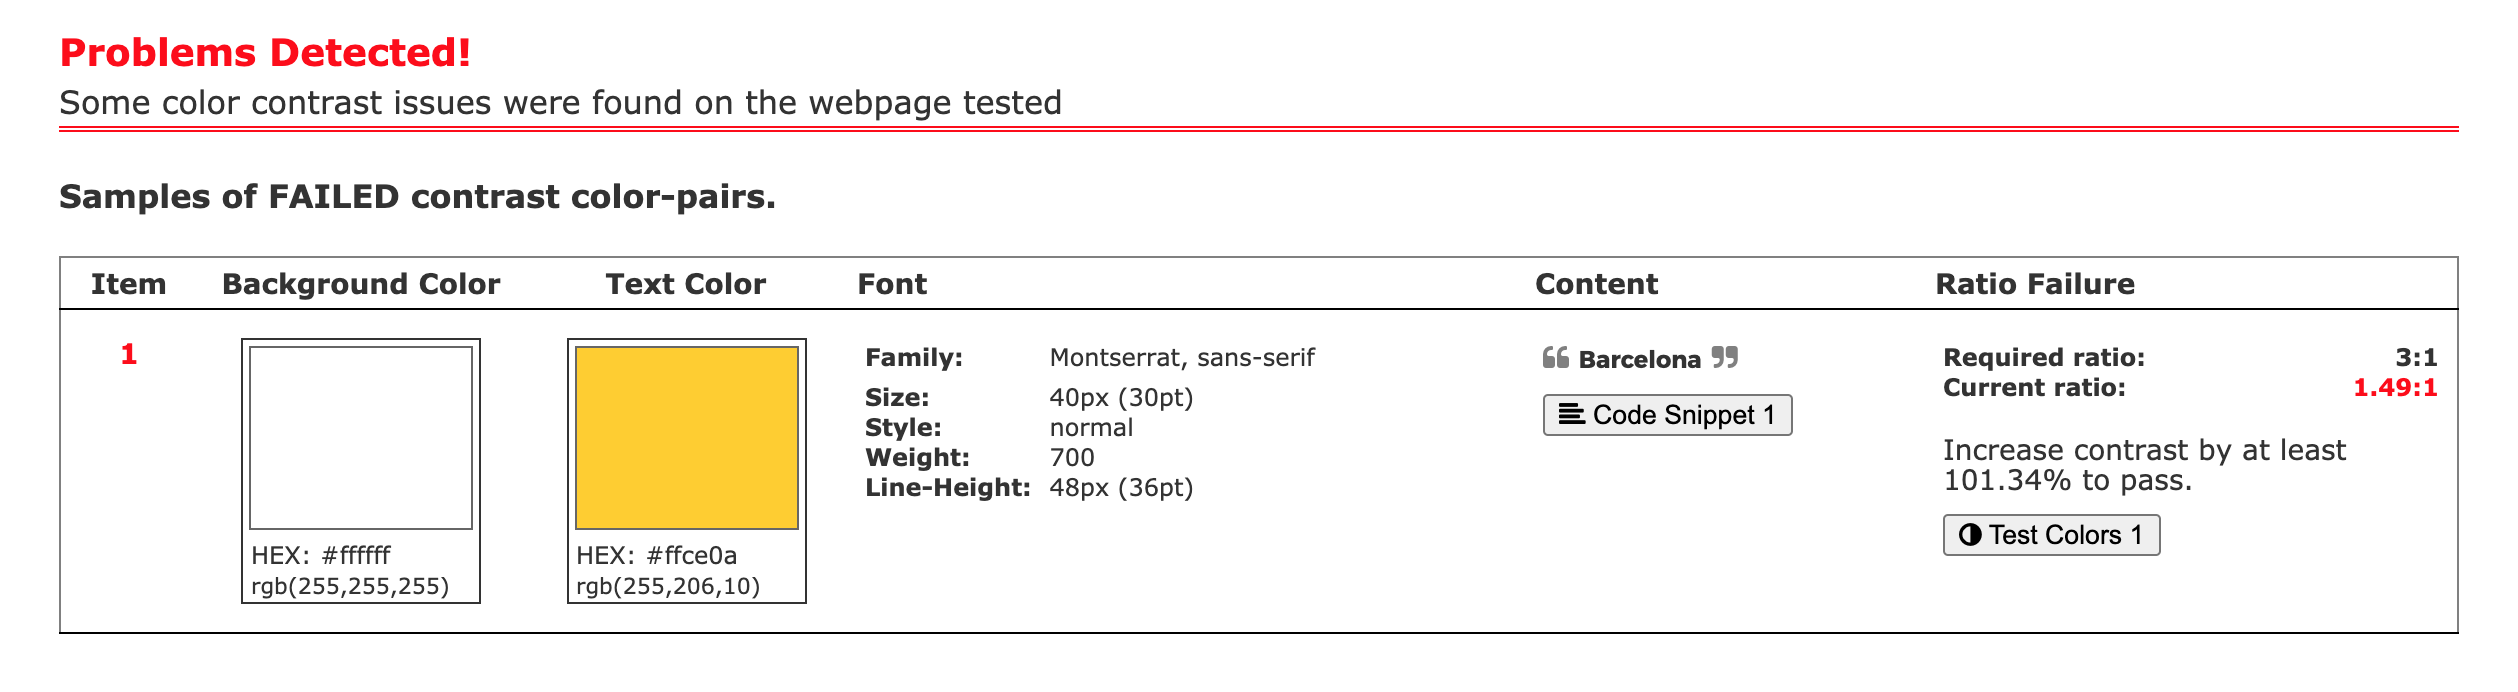 Problems Detected!
Some color contrast issues were found on the webpage tested
Samples of FAILED contrast color-pairs.
Item Background Color Text Color Font Content Ratio Failure
1
HEX: #ffffff
rgb(255,255,255)
HEX: #ffce0a
rgb(255,206,10)
Family: Montserrat, sans-serif
Size: 40px (30pt)
Style: normal
Weight: 700
Line-Height: 48px (36pt)
❝ Barcelona ❞
Code Snippet 1
Required ratio: 3:1
Current ratio: 1.49:1
Increase contrast by at least
101.34% to pass.
Test Colors 1